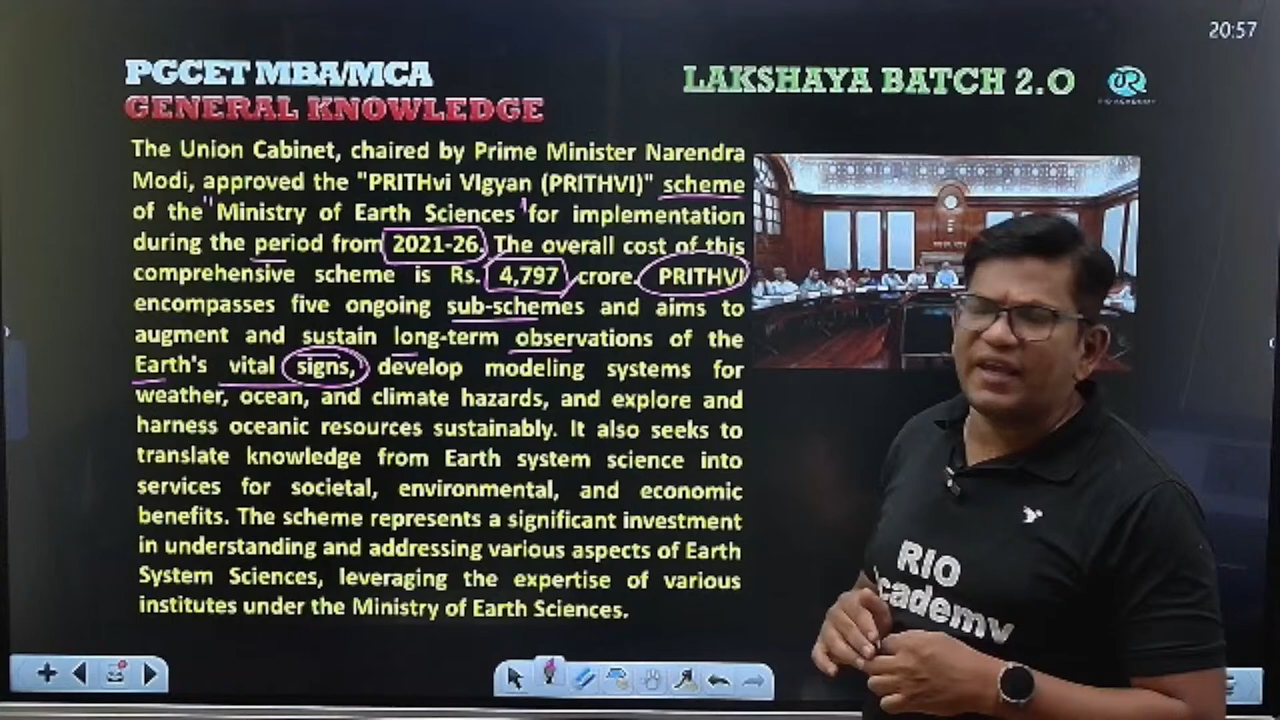 20:57
PGCET MBA/MCA
LAKSHAYA BATCH 2.O
GENERAL KNOWLEDGE
RIO ACADEMY
The Union Cabinet, chaired by Prime Minister Narendra
Modi, approved the "PRITHvi VIgyan (PRITHVI)" scheme
of the Ministry of Earth Sciences for implementation
during the period from 2021-26. The overall cost of this
comprehensive scheme is Rs. 4,797 crore. PRITHVI
encompasses five ongoing sub-schemes and aims to
augment and sustain long-term observations of the
Earth's vital signs, develop modeling systems for
weather, ocean, and climate hazards, and explore and
harness oceanic resources sustainably. It also seeks to
translate knowledge from Earth system science into
services for societal, environmental, and economic
benefits. The scheme represents a significant investment
in understanding and addressing various aspects of Earth
System Sciences, leveraging the expertise of various
institutes under the Ministry of Earth Sciences.
RIO
cademy